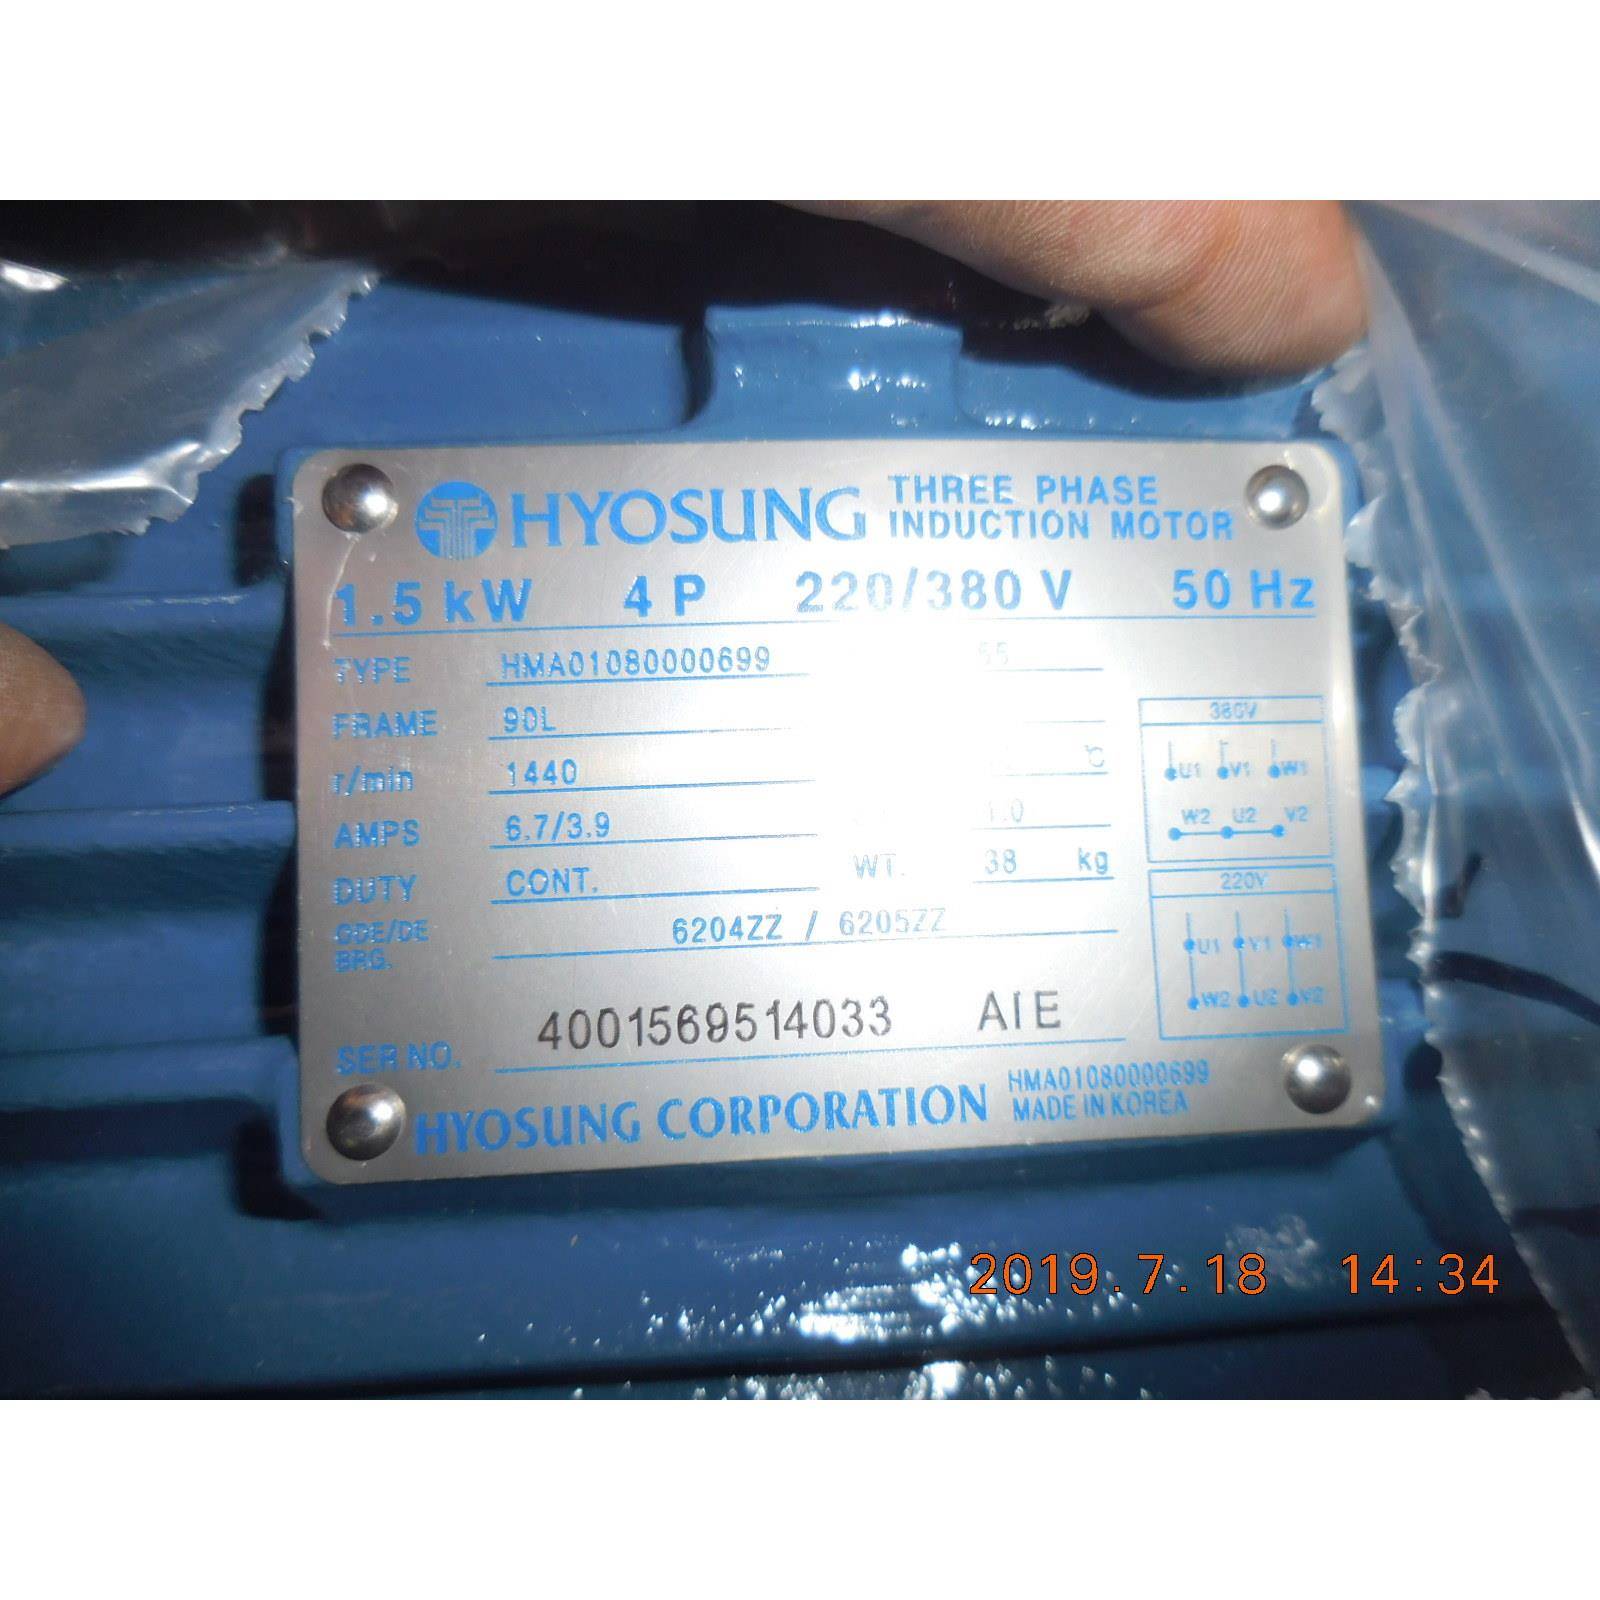 HYOSUNG THREE PHASE INDUCTION MOTOR
1.5 kW 4 P 220/380 V 50 Hz
TYPE HMA01080000699 55
FRAME 90L
r/min 1440 ℃
AMPS 6.7/3.9 1.0
DUTY CONT. WT. 38 kg
ODE/DE BRG. 6204ZZ / 6205ZZ
SER NO. 4001569514033 AIE
380V
U1 V1 W1
W2 U2 V2
220V
U1 V1 W1
W2 U2 V2
HYOSUNG CORPORATION
HMA01080000699
MADE IN KOREA
2019.7.18 14:34